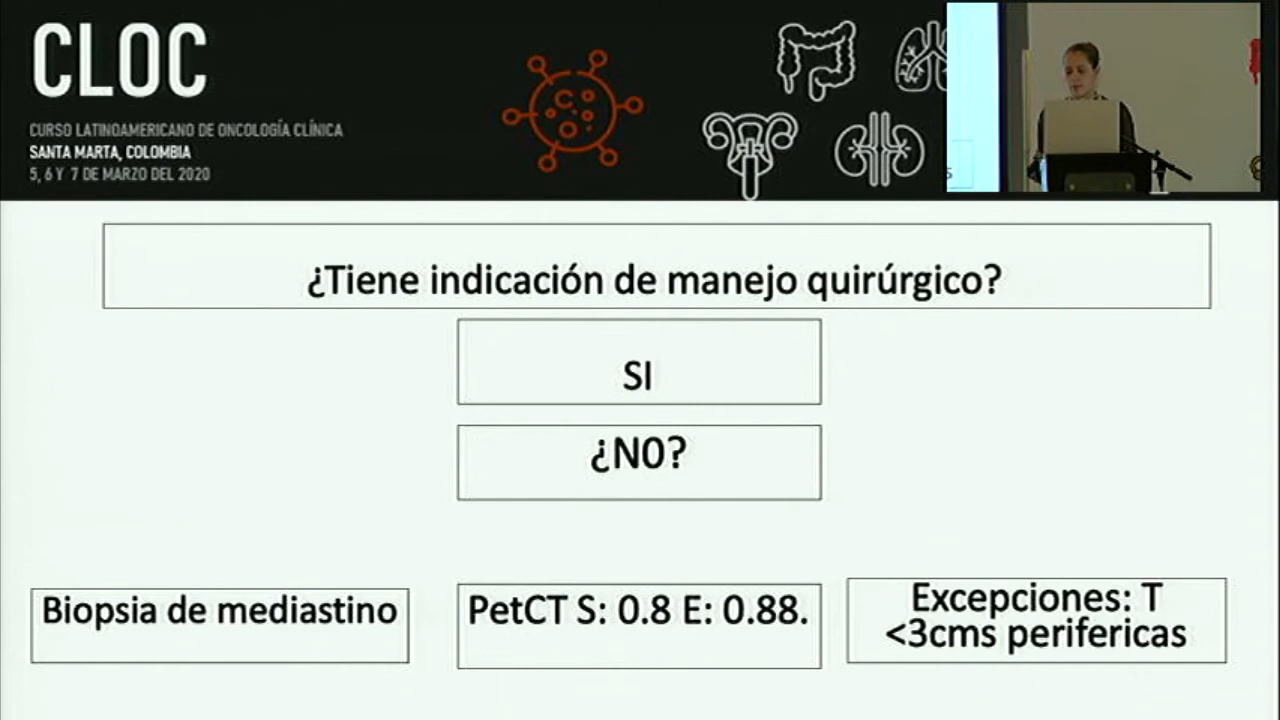 CLOC
CURSO LATINOAMERICANO DE ONCOLOGÍA CLÍNICA
SANTA MARTA, COLOMBIA
5, 6 Y 7 DE MARZO DEL 2020
¿Tiene indicación de manejo quirúrgico?
SI
¿N0?
Biopsia de mediastino
PetCT S: 0.8 E: 0.88.
Excepciones: T
<3cms perifericas